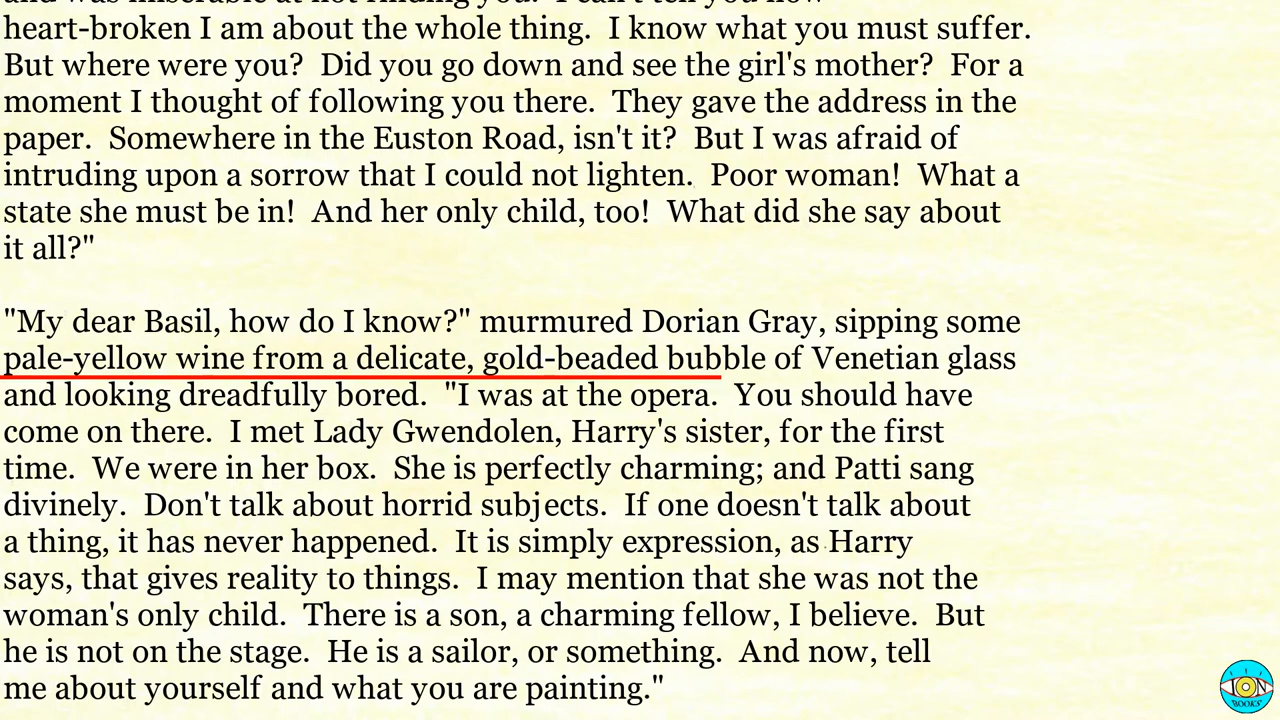 heart-broken I am about the whole thing.  I know what you must suffer.
But where were you?  Did you go down and see the girl's mother?  For a
moment I thought of following you there.  They gave the address in the
paper.  Somewhere in the Euston Road, isn't it?  But I was afraid of
intruding upon a sorrow that I could not lighten.  Poor woman!  What a
state she must be in!  And her only child, too!  What did she say about
it all?"
"My dear Basil, how do I know?" murmured Dorian Gray, sipping some
pale-yellow wine from a delicate, gold-beaded bubble of Venetian glass
and looking dreadfully bored.  "I was at the opera.  You should have
come on there.  I met Lady Gwendolen, Harry's sister, for the first
time.  We were in her box.  She is perfectly charming; and Patti sang
divinely.  Don't talk about horrid subjects.  If one doesn't talk about
a thing, it has never happened.  It is simply expression, as Harry
says, that gives reality to things.  I may mention that she was not the
woman's only child.  There is a son, a charming fellow, I believe.  But
he is not on the stage.  He is a sailor, or something.  And now, tell
me about yourself and what you are painting."
ION
BOOKS